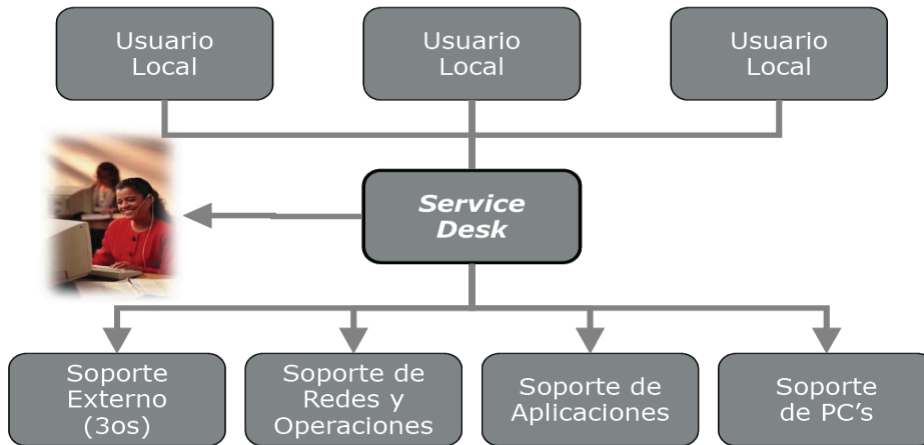 Usuario
Local
Usuario
Local
Usuario
Local
Service
Desk
Soporte
Externo
(3os)
Soporte de
Redes y
Operaciones
Soporte de
Aplicaciones
Soporte
de PC’s